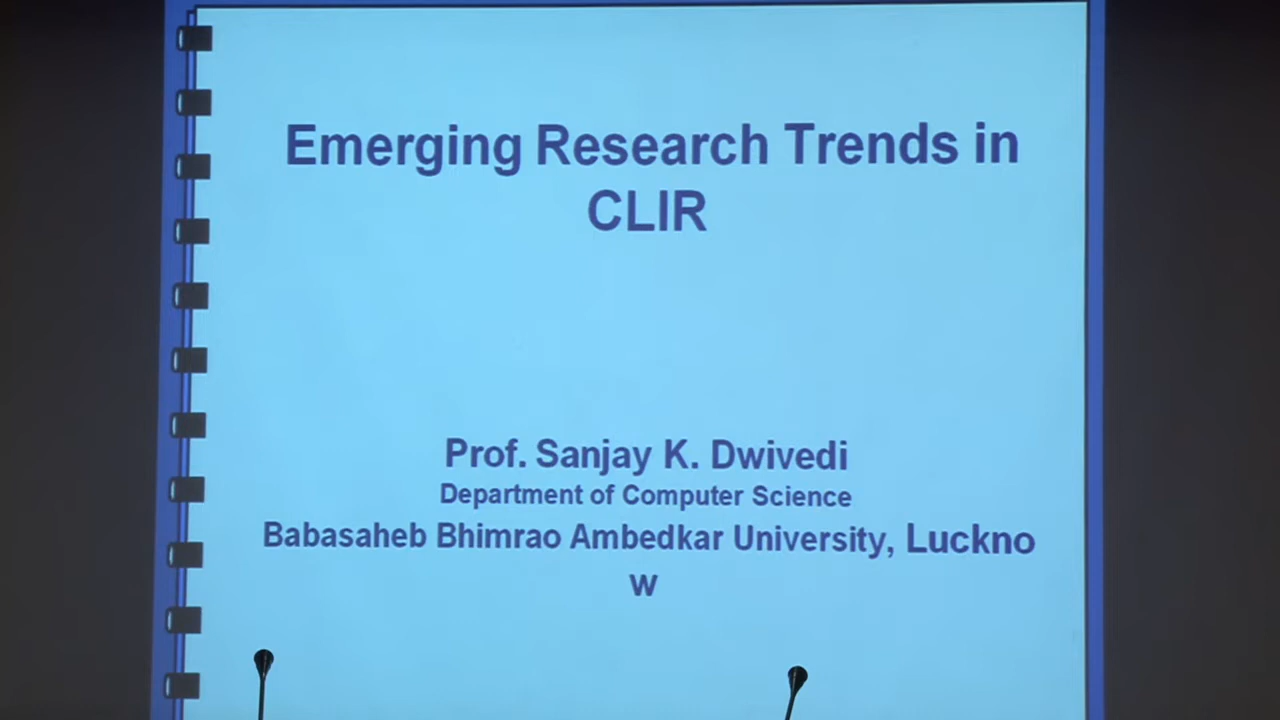 Emerging Research Trends in
CLIR
Prof. Sanjay K. Dwivedi
Department of Computer Science
Babasaheb Bhimrao Ambedkar University, Luckno
w